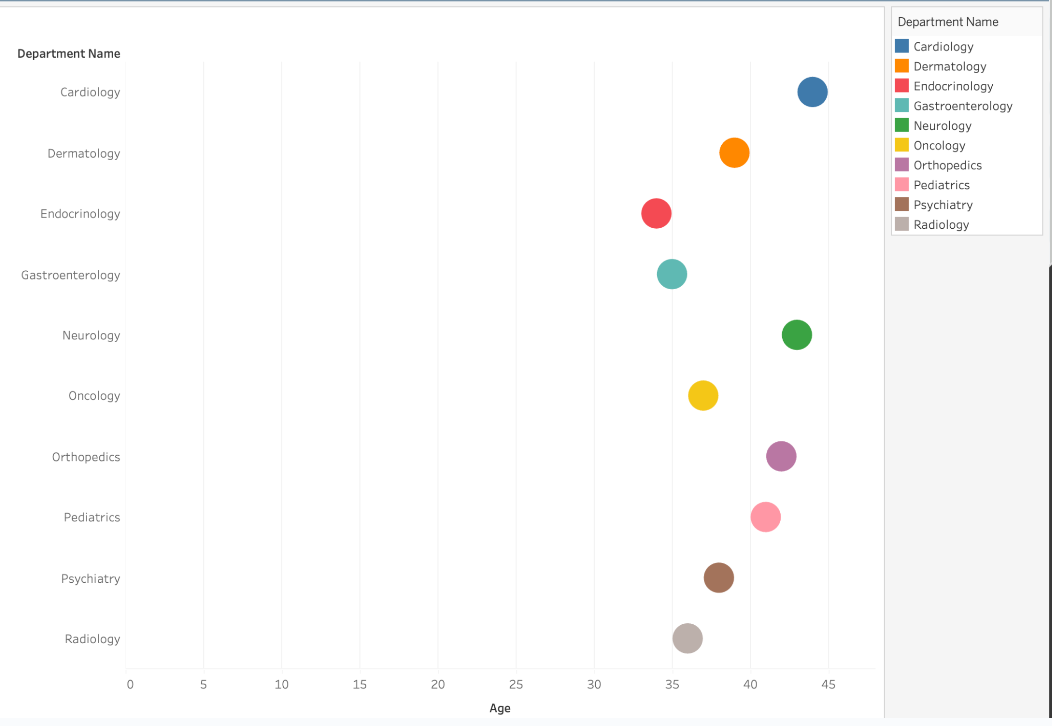 Department Name
Cardiology
Dermatology
Endocrinology
Gastroenterology
Neurology
Oncology
Orthopedics
Pediatrics
Psychiatry
Radiology
0 5 10 15 20 25 30 35 40 45
Age
Department Name
Cardiology
Dermatology
Endocrinology
Gastroenterology
Neurology
Oncology
Orthopedics
Pediatrics
Psychiatry
Radiology